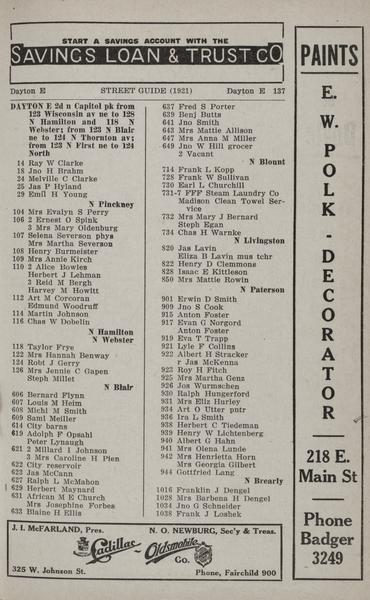 START A SAVINGS ACCOUNT WITH THE
SAVINGS LOAN & TRUST CO
Dayton E STREET GUIDE (1921) Dayton E 137
DAYTON E 2d n Capitol pk from
123 Wisconsin av ne to 128
N Hamilton and 118 N
Webster; from 123 N Blair
ne to 124 N Thornton av;
from 123 N First ne to 124
North
14 Ray W Clarke
18 Jno H Brahm
24 Melville C Clarke
25 Jas P Hyland
29 Emil H Young
N Pinckney
104 Mrs Evalyn S Perry
106 2 Ernest O Spink
3 Mrs Mary Oldenburg
107 Selena Severson phys
Mrs Martha Severson
108 Henry Burmeister
109 Mrs Annie Kirch
110 2 Alice Bowles
Herbert J Lehman
3 Reid M Bergh
Harvey M Howitt
112 Art M Corcoran
Edmund Woodruff
114 Martin Johnson
116 Chas W Dobelin
N Hamilton
N Webster
118 Taylor Frye
122 Mrs Hannah Benway
124 Robt J Gerry
126 Mrs Jennie C Gapen
Steph Millet
N Blair
606 Bernard Flynn
607 Louis M Heim
608 Michl M Smith
609 Saml Meiller
614 City barns
619 Adolph F Opsahl
Peter Lynaugh
621 2 Millard I Johnson
3 Mrs Caroline H Pien
622 City reservoir
623 Jas McCann
627 Ralph L McMahon
629 Herbert Maynard
631 African M E Church
Mrs Josephine Forbes
633 Blaine H Ellis
637 Fred S Porter
639 Benj Butts
641 Jno Smith
643 Mrs Mattie Allison
647 Mrs Anna M Miller
649 Jno W Hill grocer
2 Vacant
N Blount
714 Frank L Kopp
728 Frank W Sullivan
730 Earl L Churchill
731-7 FFF Steam Laundry Co
Madison Clean Towel Service
732 Mrs Mary J Bernard
Steph Egan
734 Chas H Warnke
N Livingston
820 Jas Lavin
Eliza B Lavin mus tchr
822 Henry D Clemmons
828 Isaac E Kittleson
850 Mrs Mattie Rowin
N Paterson
901 Erwin D Smith
909 Jno S Cook
915 Anton Foster
917 Evan G Norgord
Anton Foster
919 Eva T Trapp
921 Lyle F Collins
922 Albert H Stracker
r Jas McKenna
923 Roy H Fitch
925 Mrs Martha Genz
926 Jos Wurmschen
930 Ralph Hungerford
931 Mrs Eliz Hurley
934 Art O Utter pntr
936 Ira L Smith
938 Herbert C Tiedeman
939 Henry W Lichtenberg
940 Albert G Hahn
941 Mrs Olena Lunde
942 Mrs Henrietta Horn
Mrs Georgia Gilbert
944 Gottfried Lang
N Brearly
1016 Franklin J Dengel
1028 Mrs Barbena H Dengel
1034 Jno G Schneider
1038 Frank J Loshek
J. I. McFARLAND, Pres. N. O. NEWBURG, Sec'y & Treas.
Cadillac - Oldsmobile
Co.
325 W. Johnson St. Phone, Fairchild 900
PAINTS
E. W. POLK - DECORATOR
218 E.
Main St
Phone
Badger
3249